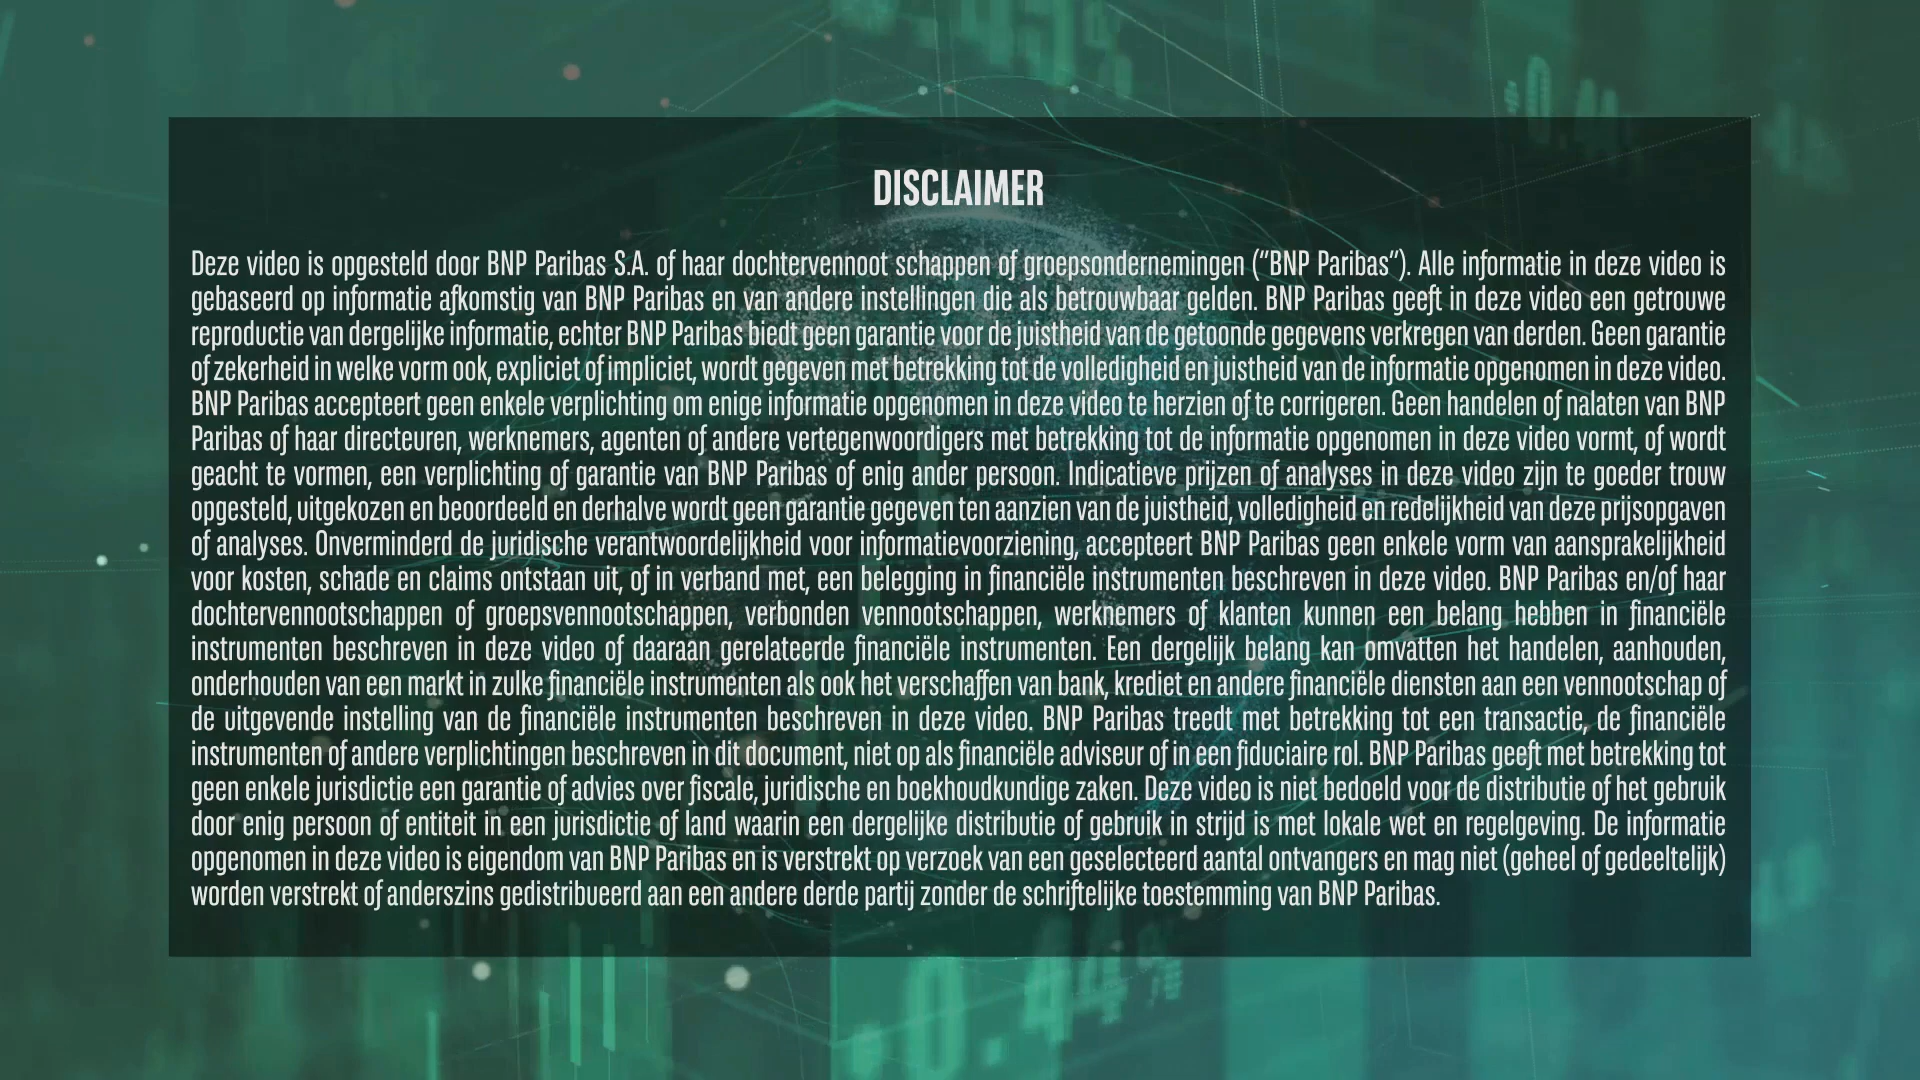 DISCLAIMER
Deze video is opgesteld door BNP Paribas S.A. of haar dochtervennoot schappen of groepsondernemingen (“BNP Paribas”). Alle informatie in deze video is
gebaseerd op informatie afkomstig van BNP Paribas en van andere instellingen die als betrouwbaar gelden. BNP Paribas geeft in deze video een getrouwe
reproductie van dergelijke informatie, echter BNP Paribas biedt geen garantie voor de juistheid van de getoonde gegevens verkregen van derden. Geen garantie
of zekerheid in welke vorm ook, expliciet of impliciet, wordt gegeven met betrekking tot de volledigheid en juistheid van de informatie opgenomen in deze video.
BNP Paribas accepteert geen enkele verplichting om enige informatie opgenomen in deze video te herzien of te corrigeren. Geen handelen of nalaten van BNP
Paribas of haar directeuren, werknemers, agenten of andere vertegenwoordigers met betrekking tot de informatie opgenomen in deze video vormt, of wordt
geacht te vormen, een verplichting of garantie van BNP Paribas of enig ander persoon. Indicatieve prijzen of analyses in deze video zijn te goeder trouw
opgesteld, uitgekozen en beoordeeld en derhalve wordt geen garantie gegeven ten aanzien van de juistheid, volledigheid en redelijkheid van deze prijsopgaven
of analyses. Onverminderd de juridische verantwoordelijkheid voor informatievoorziening, accepteert BNP Paribas geen enkele vorm van aansprakelijkheid
voor kosten, schade en claims ontstaan uit, of in verband met, een belegging in financiële instrumenten beschreven in deze video. BNP Paribas en/of haar
dochtervennootschappen of groepsvennootschappen, verbonden vennootschappen, werknemers of klanten kunnen een belang hebben in financiële
instrumenten beschreven in deze video of daaraan gerelateerde financiële instrumenten. Een dergelijk belang kan omvatten het handelen, aanhouden,
onderhouden van een markt in zulke financiële instrumenten als ook het verschaffen van bank, krediet en andere financiële diensten aan een vennootschap of
de uitgevende instelling van de financiële instrumenten beschreven in deze video. BNP Paribas treedt met betrekking tot een transactie, de financiële
instrumenten of andere verplichtingen beschreven in dit document, niet op als financiële adviseur of in een fiduciaire rol. BNP Paribas geeft met betrekking tot
geen enkele jurisdictie een garantie of advies over fiscale, juridische en boekhoudkundige zaken. Deze video is niet bedoeld voor de distributie of het gebruik
door enig persoon of entiteit in een jurisdictie of land waarin een dergelijke distributie of gebruik in strijd is met lokale wet en regelgeving. De informatie
opgenomen in deze video is eigendom van BNP Paribas en is verstrekt op verzoek van een geselecteerd aantal ontvangers en mag niet (geheel of gedeeltelijk)
worden verstrekt of anderszins gedistribueerd aan een andere derde partij zonder de schriftelijke toestemming van BNP Paribas.
0.44%